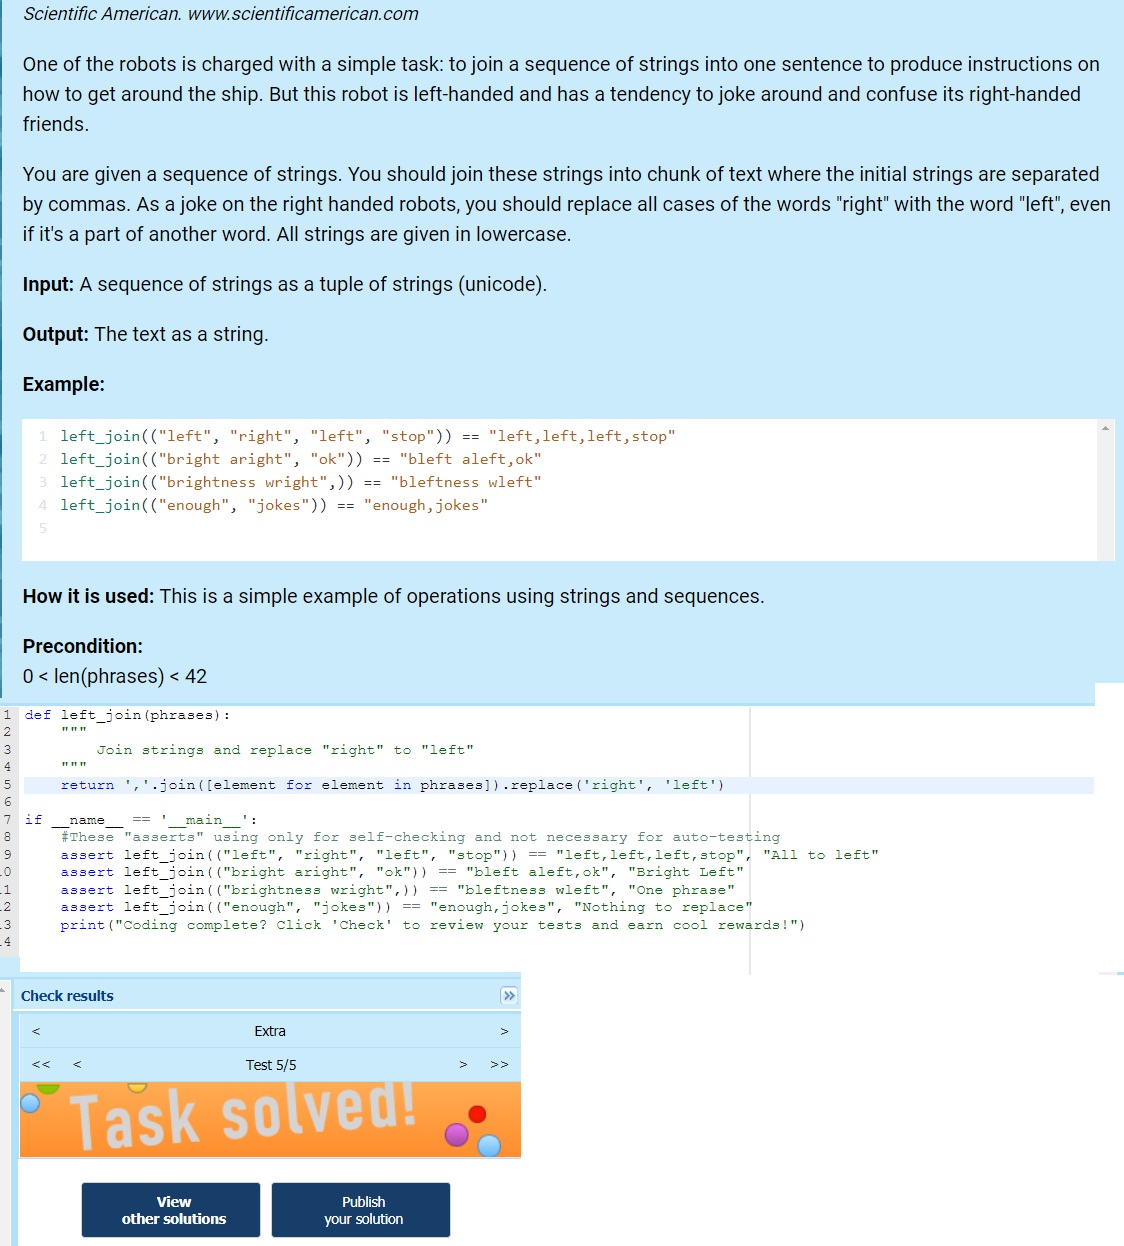 Scientific American. www.scientificamerican.com
One of the robots is charged with a simple task: to join a sequence of strings into one sentence to produce instructions on
how to get around the ship. But this robot is left-handed and has a tendency to joke around and confuse its right-handed
friends.
You are given a sequence of strings. You should join these strings into chunk of text where the initial strings are separated
by commas. As a joke on the right handed robots, you should replace all cases of the words "right" with the word "left", even
if it's a part of another word. All strings are given in lowercase.
Input: A sequence of strings as a tuple of strings (unicode).
Output: The text as a string.
Example:
1 left_join(("left", "right", "left", "stop")) == "left,left,left,stop"
2 left_join(("bright aright", "ok")) == "bleft aleft,ok"
3 left_join(("brightness wright",)) == "bleftness wleft"
4 left_join(("enough", "jokes")) == "enough,jokes"
5
How it is used: This is a simple example of operations using strings and sequences.
Precondition:
0 < len(phrases) < 42
1 def left_join(phrases):
2 """
3 Join strings and replace "right" to "left"
4 """
5 return ','.join([element for element in phrases]).replace('right', 'left')
6
7 if __name__ == '__main__':
8 #These "asserts" using only for self-checking and not necessary for auto-testing
9 assert left_join(("left", "right", "left", "stop")) == "left,left,left,stop", "All to left"
.0 assert left_join(("bright aright", "ok")) == "bleft aleft,ok", "Bright Left"
.1 assert left_join(("brightness wright",)) == "bleftness wleft", "One phrase"
.2 assert left_join(("enough", "jokes")) == "enough,jokes", "Nothing to replace"
.3 print("Coding complete? Click 'Check' to review your tests and earn cool rewards!")
.4
Check results »
< Extra >
<< < Test 5/5 > >>
Task solved!
View
other solutions
Publish
your solution